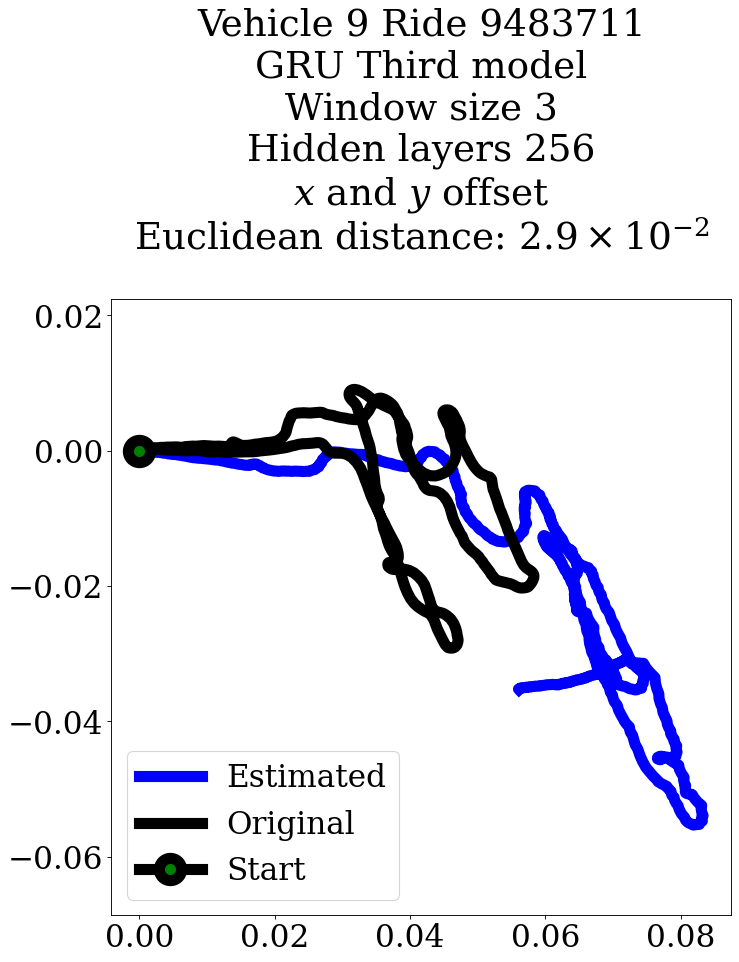 Vehicle 9 Ride 9483711
GRU Third model
Window size 3
Hidden layers 256
x and y offset
Euclidean distance: 2.9 × 10⁻²
0.02
0.00
−0.02
−0.04
−0.06
Estimated
Original
Start
0.00 0.02 0.04 0.06 0.08